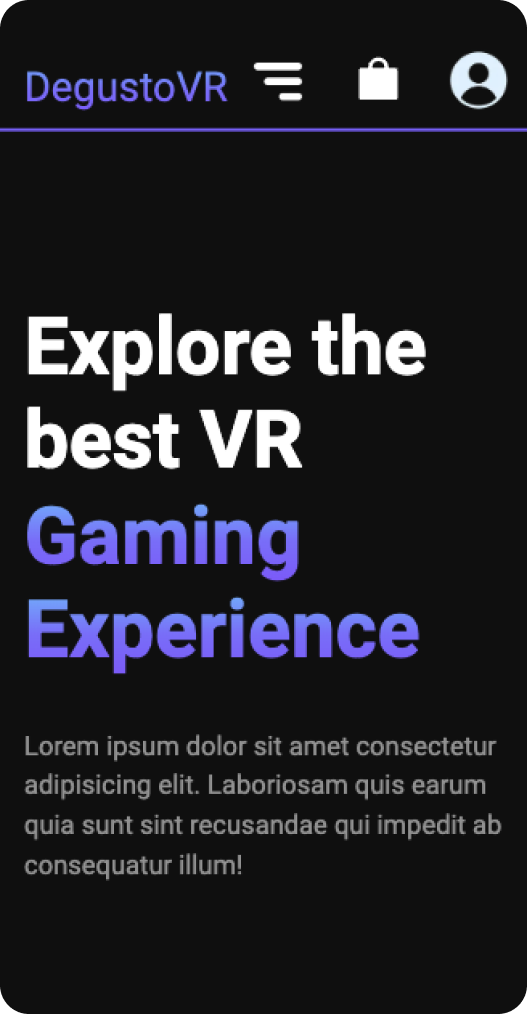 DegustoVR
Explore the
best VR
Gaming
Experience
Lorem ipsum dolor sit amet consectetur
adipisicing elit. Laboriosam quis earum
quia sunt sint recusandae qui impedit ab
consequatur illum!